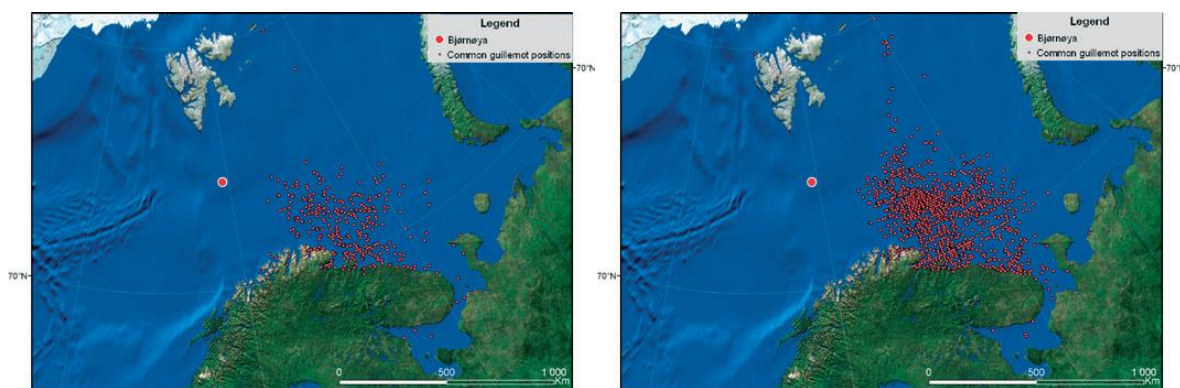 Legend
Bjørnøya
Common guillemot positions
70°N
70°N
0 500 1 000
Km
Legend
Bjørnøya
Common guillemot positions
70°N
70°N
0 500 1 000
Km